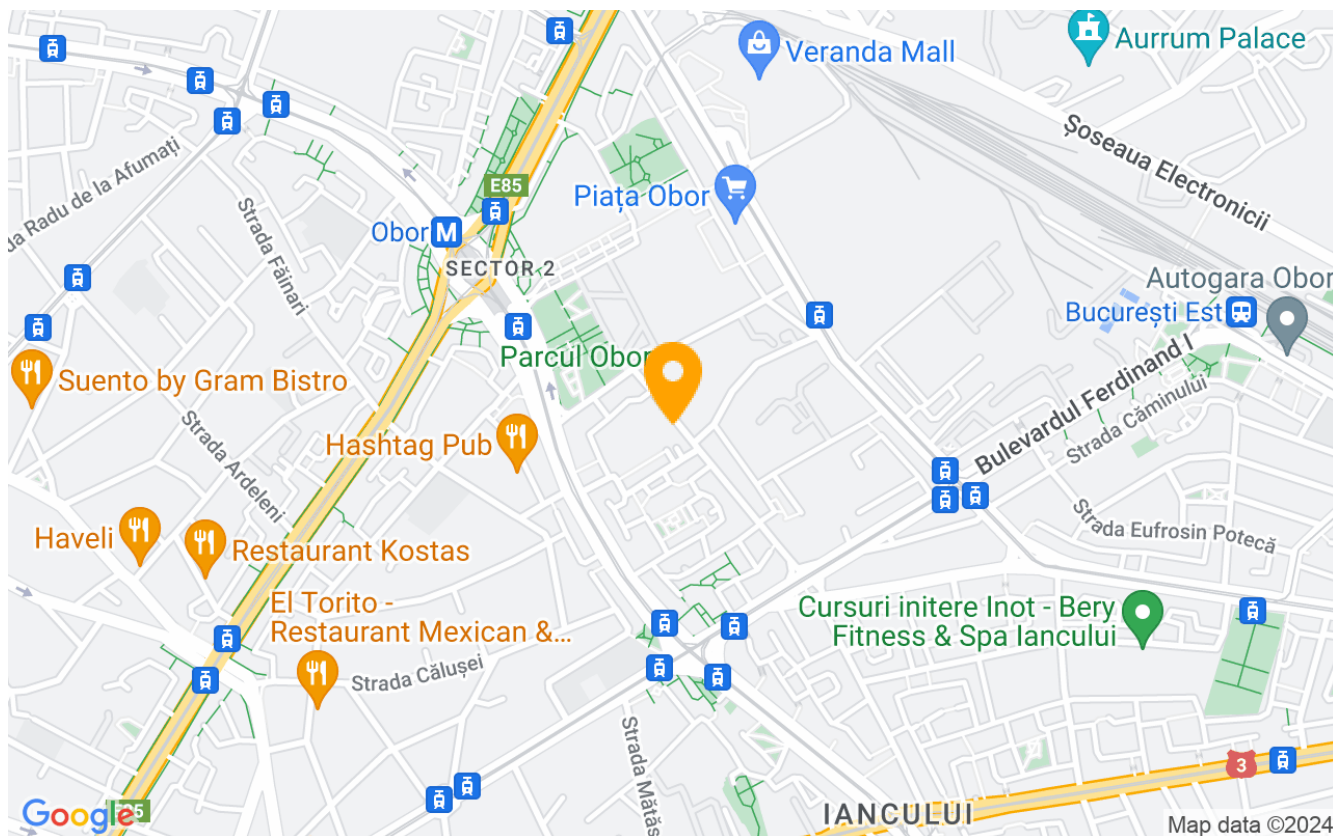 Veranda Mall
Aurrum Palace
Șoseaua Electronicii
da Radu de la Afumați
E85
Piața Obor
Strada Făinari
Obor
M
SECTOR 2
Autogara Obor
București Est
Parcul Obor
Suento by Gram Bistro
Bulevardul Ferdinand I
Strada Căminului
Strada Ardeleni
Hashtag Pub
Haveli
Restaurant Kostas
Strada Eufrosin Potecă
El Torito -
Restaurant Mexican &...
Cursuri initere Inot - Bery
Fitness & Spa Iancului
Strada Călușei
Strada Mătăs
3
IANCULUI
Google
Map data ©2024